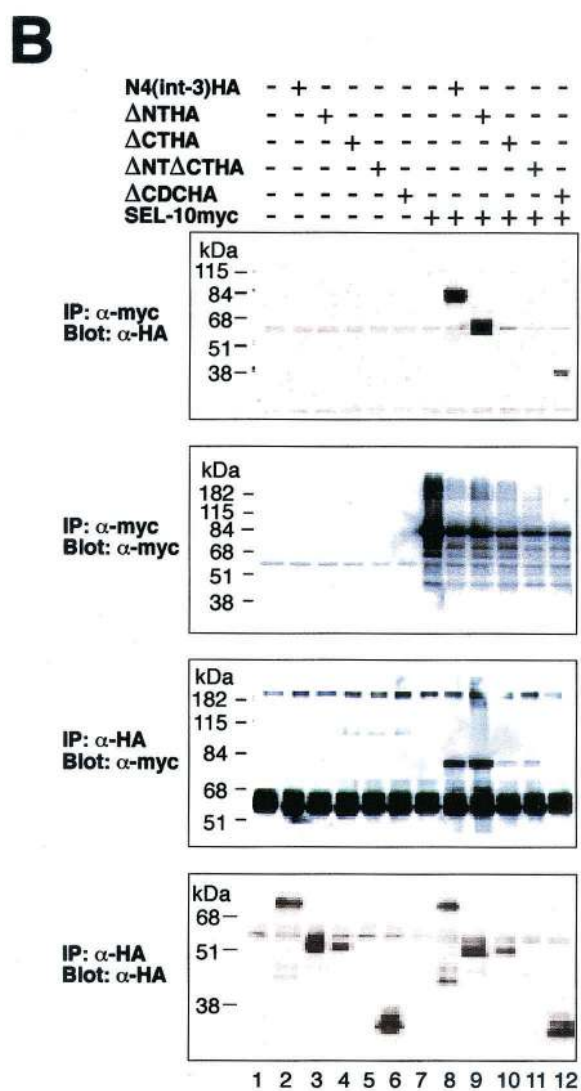 B
N4(int-3)HA - + - - - - - + - - - -
ΔNTHA - - + - - - - - + - - -
ΔCTHA - - - + - - - - - + - -
ΔNTΔCTHA - - - - + - - - - - + -
ΔCDCHA - - - - - + - - - - - +
SEL-10myc - - - - - - + + + + + +
kDa
115 -
84 -
68 -
51 -
38 -
IP: α-myc
Blot: α-HA
kDa
182 -
115 -
84 -
68 -
51 -
38 -
IP: α-myc
Blot: α-myc
kDa
182 -
115 -
84 -
68 -
51 -
IP: α-HA
Blot: α-myc
kDa
68 -
51 -
38 -
IP: α-HA
Blot: α-HA
1 2 3 4 5 6 7 8 9 10 11 12